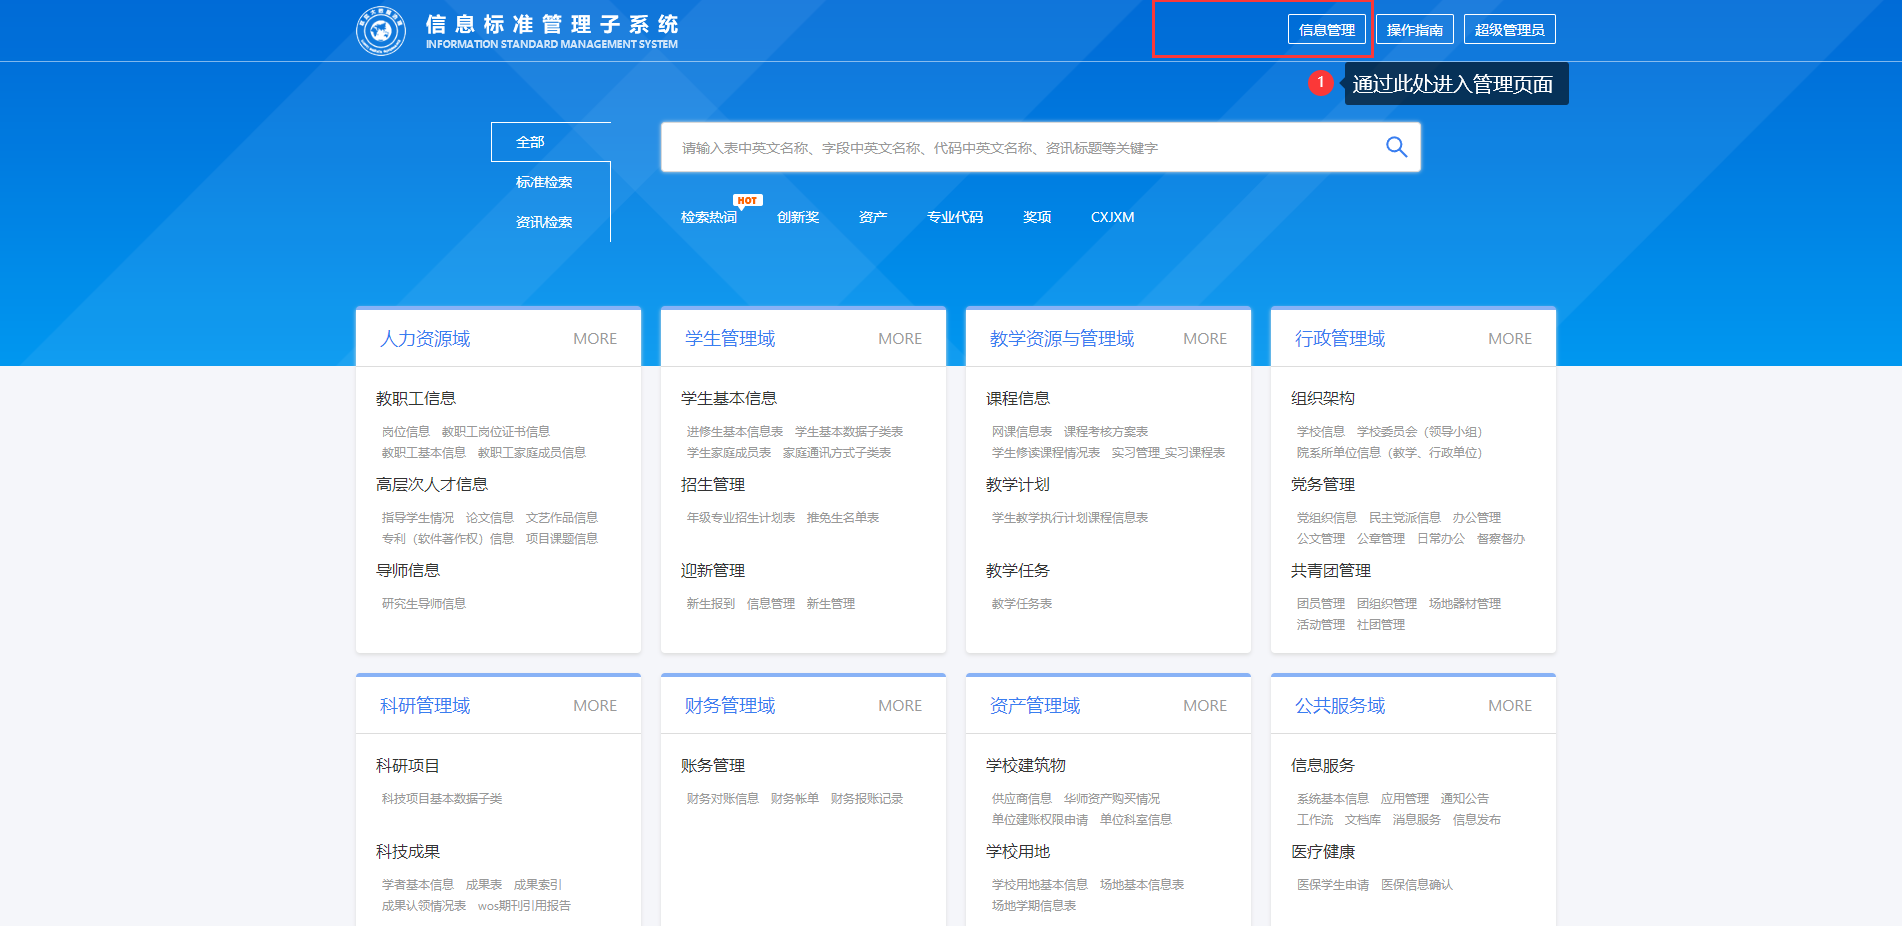 信息标准管理子系统
INFORMATION STANDARD MANAGEMENT SYSTEM
信息管理 操作指南 超级管理员
1 通过此处进入管理页面
全部
标准检索
资讯检索
请输入表中英文名称、字段中英文名称、代码中英文名称、资讯标题等关键字
HOT
检索热词 创新奖 资产 专业代码 奖项 CXJXM
人力资源域 MORE
教职工信息
岗位信息 教职工岗位证书信息
教职工基本信息 教职工家庭成员信息
高层次人才信息
指导学生情况 论文信息 文艺作品信息
专利（软件著作权）信息 项目课题信息
导师信息
研究生导师信息
学生管理域 MORE
学生基本信息
进修生基本信息表 学生基本数据子类表
学生家庭成员表 家庭通讯方式子类表
招生管理
年级专业招生计划表 推免生名单表
迎新管理
新生报到 信息管理 新生管理
教学资源与管理域 MORE
课程信息
网课信息表 课程考核方案表
学生修读课程情况表 实习管理_实习课程表
教学计划
学生教学执行计划课程信息表
教学任务
教学任务表
行政管理域 MORE
组织架构
学校信息 学校委员会（领导小组）
院系所单位信息（教学、行政单位）
党务管理
党组织信息 民主党派信息 办公管理
公文管理 公章管理 日常办公 督察督办
共青团管理
团员管理 团组织管理 场地器材管理
活动管理 社团管理
科研管理域 MORE
科研项目
科技项目基本数据子类
科技成果
学者基本信息 成果表 成果索引
成果认领情况表 wos期刊引用报告
财务管理域 MORE
账务管理
财务对账信息 财务帐单 财务报账记录
资产管理域 MORE
学校建筑物
供应商信息 华师资产购买情况
单位建账权限申请 单位科室信息
学校用地
学校用地基本信息 场地基本信息表
场地学期信息表
公共服务域 MORE
信息服务
系统基本信息 应用管理 通知公告
工作流 文档库 消息服务 信息发布
医疗健康
医保学生申请 医保信息确认